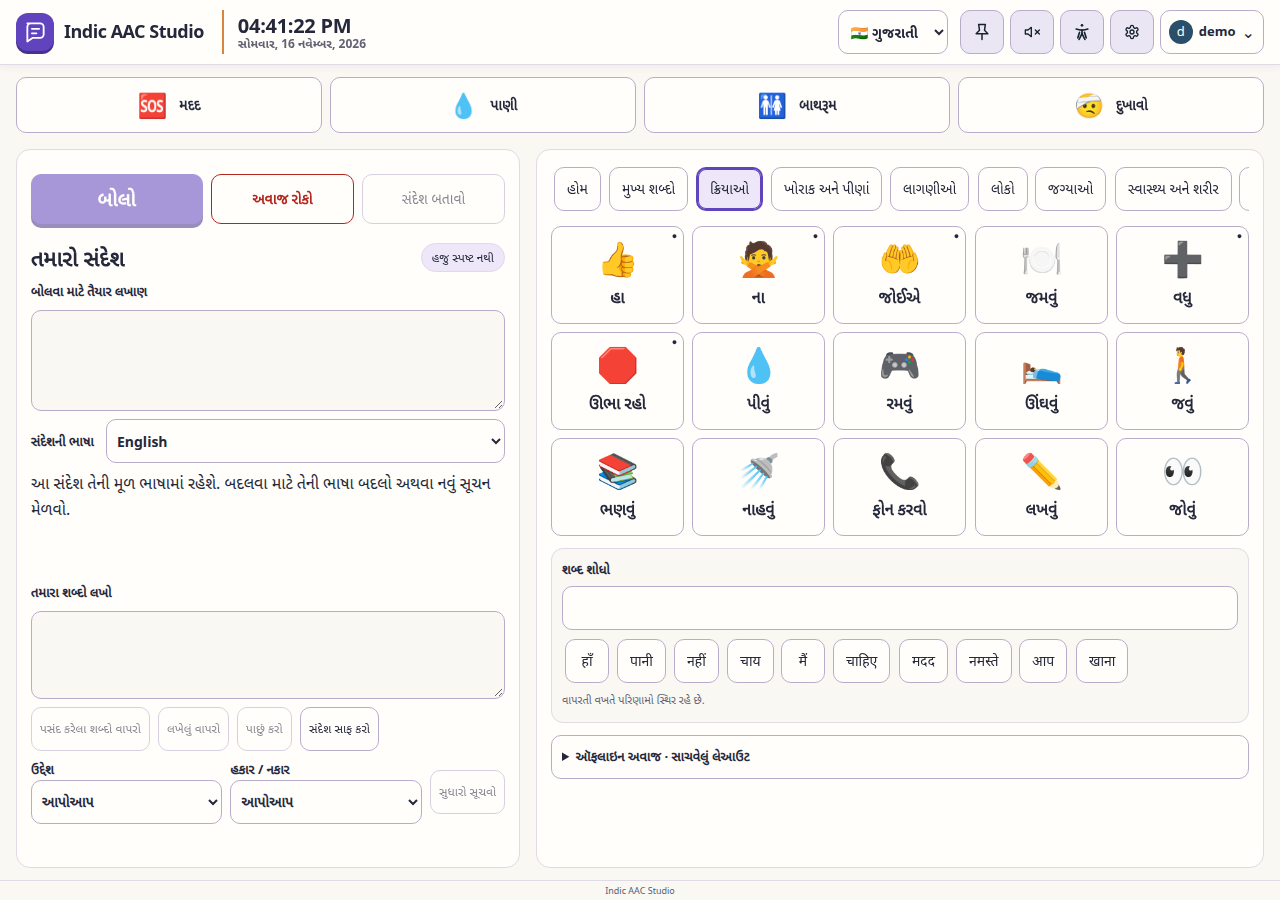 Indic AAC Studio
04:41:22 PM
સોમવાર, 16 નવેમ્બર, 2026
ગુજરાતી
d demo
SOS મદદ
પાણી
બાથરૂમ
દુખાવો
બોલો
અવાજ રોકો
સંદેશ બતાવો
તમારો સંદેશ
હજુ સ્પષ્ટ નથી
બોલવા માટે તૈયાર લખાણ
સંદેશની ભાષા
English
આ સંદેશ તેની મૂળ ભાષામાં રહેશે. બદલવા માટે તેની ભાષા બદલો અથવા નવું સૂચન
મેળવો.
તમારા શબ્દો લખો
પસંદ કરેલા શબ્દો વાપરો
લખેલું વાપરો
પાછું કરો
સંદેશ સાફ કરો
ઉદ્દેશ
હકાર / નકાર
આપોઆપ
આપોઆપ
સુધારો સૂચવો
હોમ
મુખ્ય શબ્દો
ક્રિયાઓ
ખોરાક અને પીણાં
લાગણીઓ
લોકો
જગ્યાઓ
સ્વાસ્થ્ય અને શરીર
હા
ના
જોઈએ
જમવું
વધુ
ઊભા રહો
પીવું
રમવું
ઊંઘવું
જવું
ભણવું
નાહવું
ફોન કરવો
લખવું
જોવું
શબ્દ શોધો
हाँ
पानी
नहीं
चाय
मैं
चाहिए
मदद
नमस्ते
आप
खाना
વાપરતી વખતે પરિણામો સ્થિર રહે છે.
ઑફલાઇન અવાજ · સાચવેલું લેઆઉટ
Indic AAC Studio